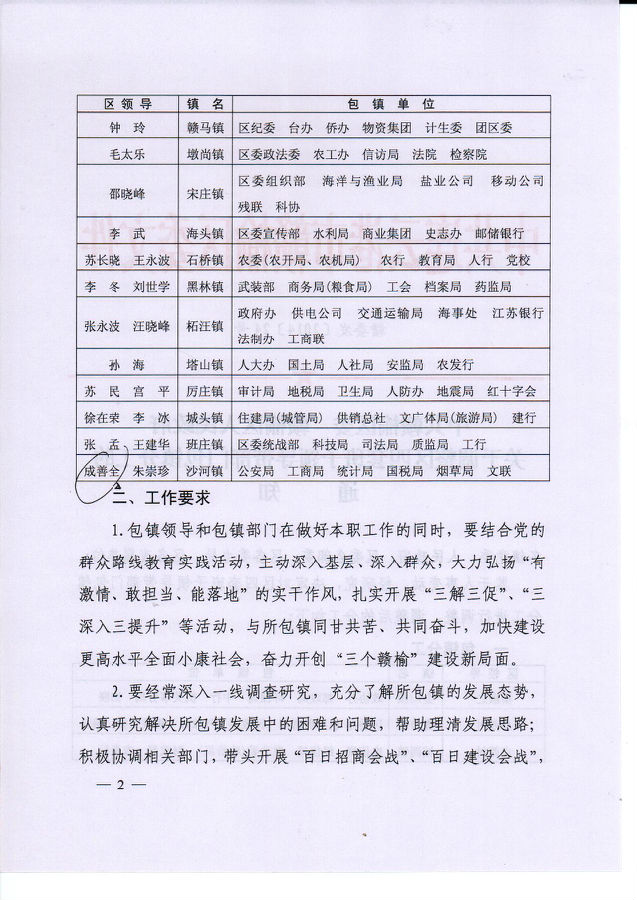 区领导 镇 名 包镇单位
钟 玲 赣马镇 区纪委 台办 侨办 物资集团 计生委 团区委
毛太乐 墩尚镇 区委政法委 农工办 信访局 法院 检察院
邵晓峰 宋庄镇 区委组织部 海洋与渔业局 盐业公司 移动公司
残联 科协
李 武 海头镇 区委宣传部 水利局 商业集团 史志办 邮储银行
苏长晓 王永波 石桥镇 农委(农开局、农机局) 农行 教育局 人行 党校
李 冬 刘世学 黑林镇 武装部 商务局(粮食局) 工会 档案局 药监局
张永波 汪晓峰 柘汪镇 政府办 供电公司 交通运输局 海事处 江苏银行
法制办 工商联
孙 海 塔山镇 人大办 国土局 人社局 安监局 农发行
苏 民 宫 平 厉庄镇 审计局 地税局 卫生局 人防办 地震局 红十字会
徐在荣 李 冰 城头镇 住建局(城管局) 供销总社 文广体局(旅游局) 建行
张 孟 王建华 班庄镇 区委统战部 科技局 司法局 质监局 工行
成善全 朱崇珍 沙河镇 公安局 工商局 统计局 国税局 烟草局 文联
二、工作要求
1.包镇领导和包镇部门在做好本职工作的同时，要结合党的
群众路线教育实践活动，主动深入基层、深入群众，大力弘扬“有
激情、敢担当、能落地”的实干作风，扎实开展“三解三促”、“三
深入三提升”等活动，与所包镇同甘共苦、共同奋斗，加快建设
更高水平全面小康社会，奋力开创“三个赣榆”建设新局面。
2.要经常深入一线调查研究，充分了解所包镇的发展态势，
认真研究解决所包镇发展中的困难和问题，帮助理清发展思路；
积极协调相关部门，带头开展“百日招商会战”、“百日建设会战”，
— 2 —